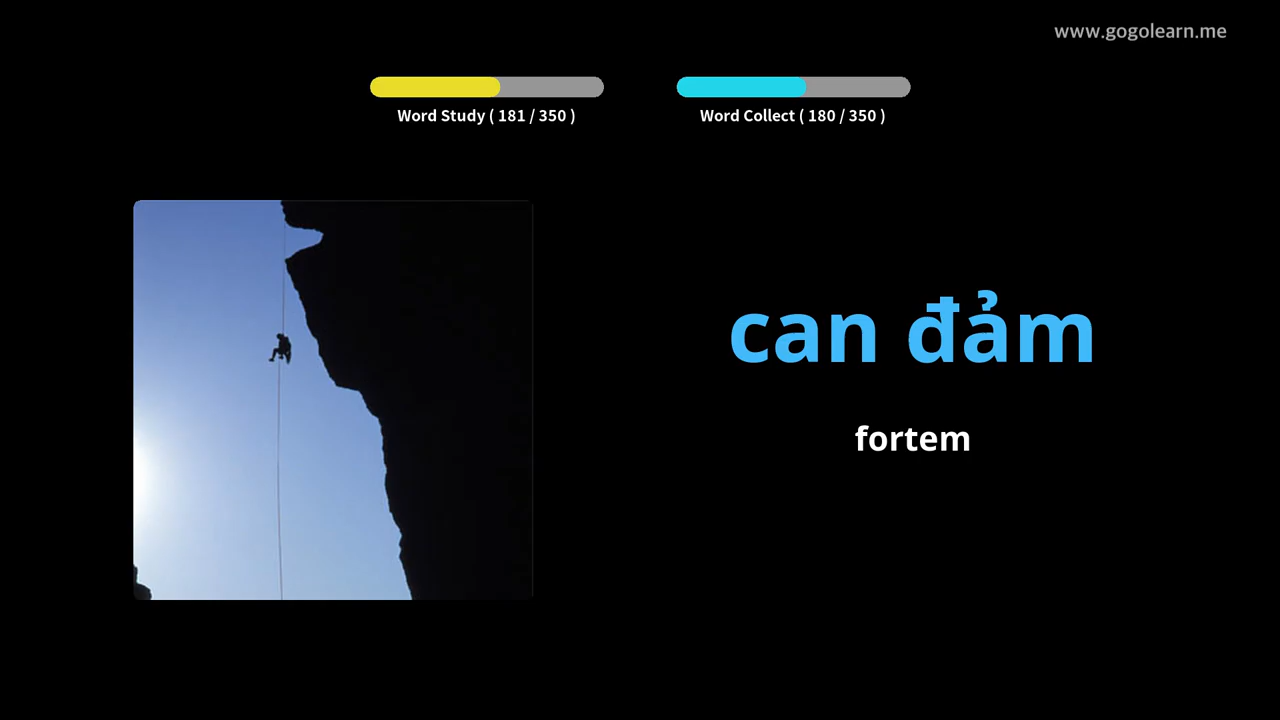 www.gogolearn.me
Word Study ( 181 / 350 )
Word Collect ( 180 / 350 )
can đảm
fortem